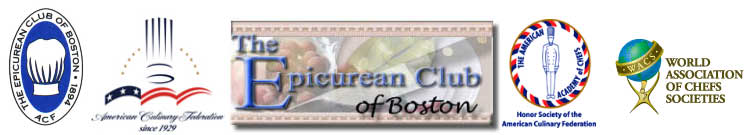 THE EPICUREAN CLUB OF BOSTON • 1894
ACF
American Culinary Federation
since 1929
The
Epicurean Club
of Boston
THE AMERICAN ACADEMY OF CHEFS
Honor Society of the
American Culinary Federation
WACS
WORLD
ASSOCIATION
OF CHEFS
SOCIETIES